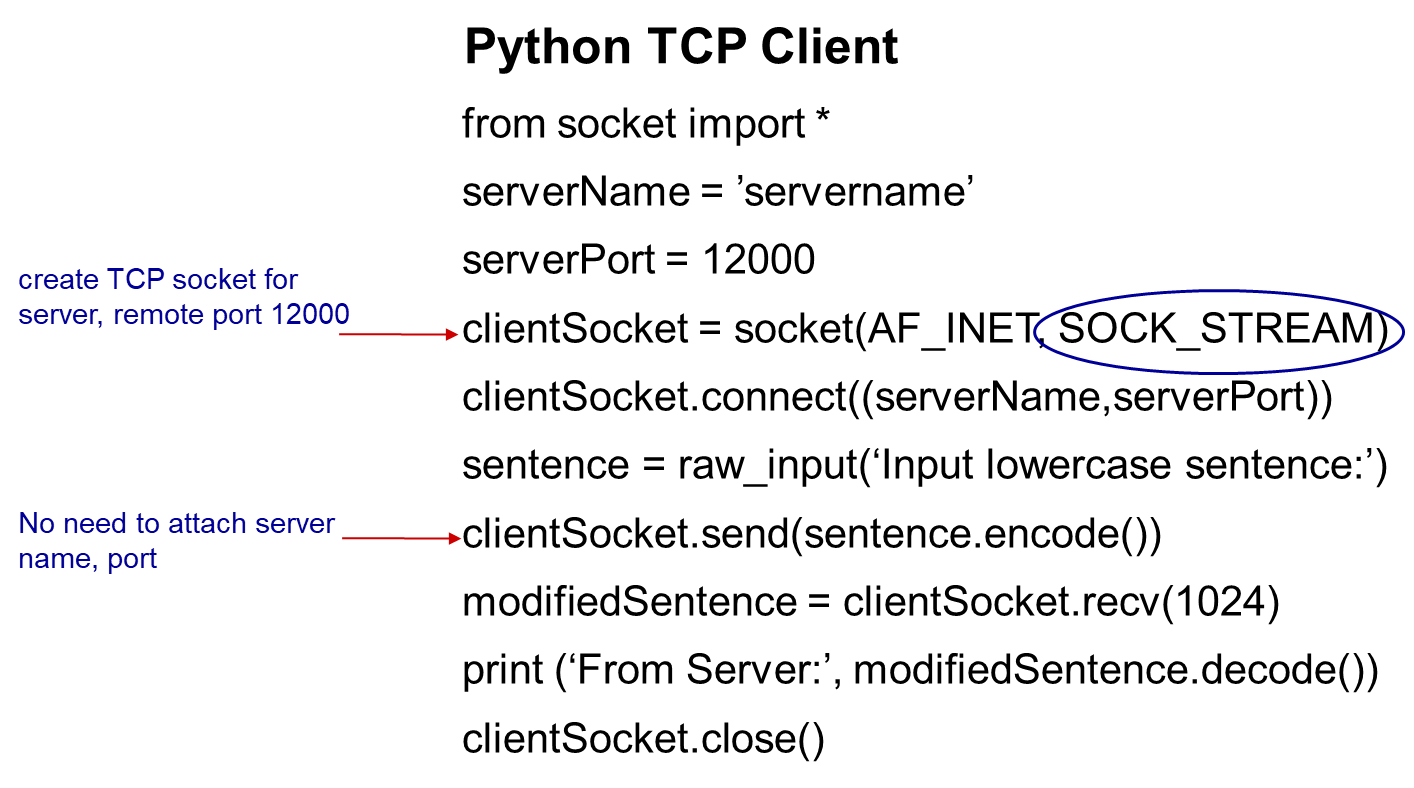 Python TCP Client
from socket import *
serverName = ’servername’
serverPort = 12000
create TCP socket for
server, remote port 12000
clientSocket = socket(AF_INET, SOCK_STREAM)
clientSocket.connect((serverName,serverPort))
sentence = raw_input(‘Input lowercase sentence:’)
No need to attach server
name, port
clientSocket.send(sentence.encode())
modifiedSentence = clientSocket.recv(1024)
print (‘From Server:’, modifiedSentence.decode())
clientSocket.close()